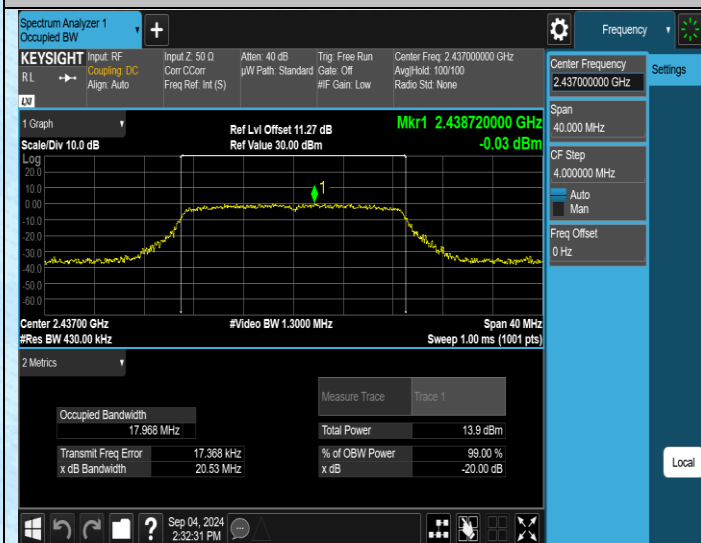 Spectrum Analyzer 1
Occupied BW
Frequency
KEYSIGHT
R L
LXI
Input: RF
Coupling: DC
Align: Auto
Input Z: 50 Ω
Corr CCorr
Freq Ref: Int (S)
Atten: 40 dB
µW Path: Standard
Trig: Free Run
Gate: Off
#IF Gain: Low
Center Freq: 2.437000000 GHz
Avg|Hold: 100/100
Radio Std: None
Center Frequency
2.437000000 GHz
Settings
Span
40.000 MHz
CF Step
4.000000 MHz
Auto
Man
Freq Offset
0 Hz
Local
1 Graph
Scale/Div 10.0 dB
Ref Lvl Offset 11.27 dB
Ref Value 30.00 dBm
Mkr1 2.438720000 GHz
-0.03 dBm
Log
20.0
10.0
0.00
-10.0
-20.0
-30.0
-40.0
-50.0
-60.0
1
Center 2.43700 GHz
#Video BW 1.3000 MHz
Span 40 MHz
#Res BW 430.00 kHz
Sweep 1.00 ms (1001 pts)
2 Metrics
Measure Trace
Trace 1
Occupied Bandwidth
17.968 MHz
Total Power
13.9 dBm
Transmit Freq Error
17.368 kHz
% of OBW Power
99.00 %
x dB Bandwidth
20.53 MHz
x dB
-20.00 dB
?
Sep 04, 2024
2:32:31 PM